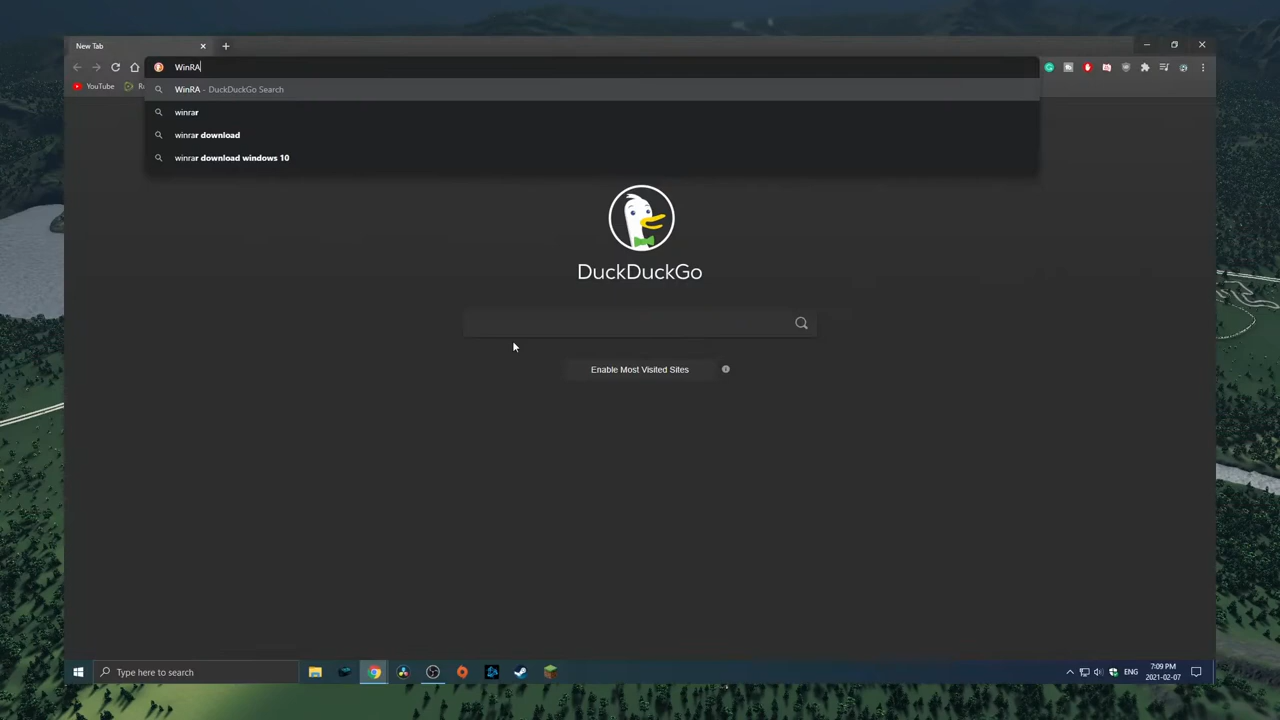 New Tab
WinRA
YouTube
WinRA - DuckDuckGo Search
winrar
winrar download
winrar download windows 10
DuckDuckGo
Enable Most Visited Sites
Type here to search
ENG
7:09 PM
2021-02-07